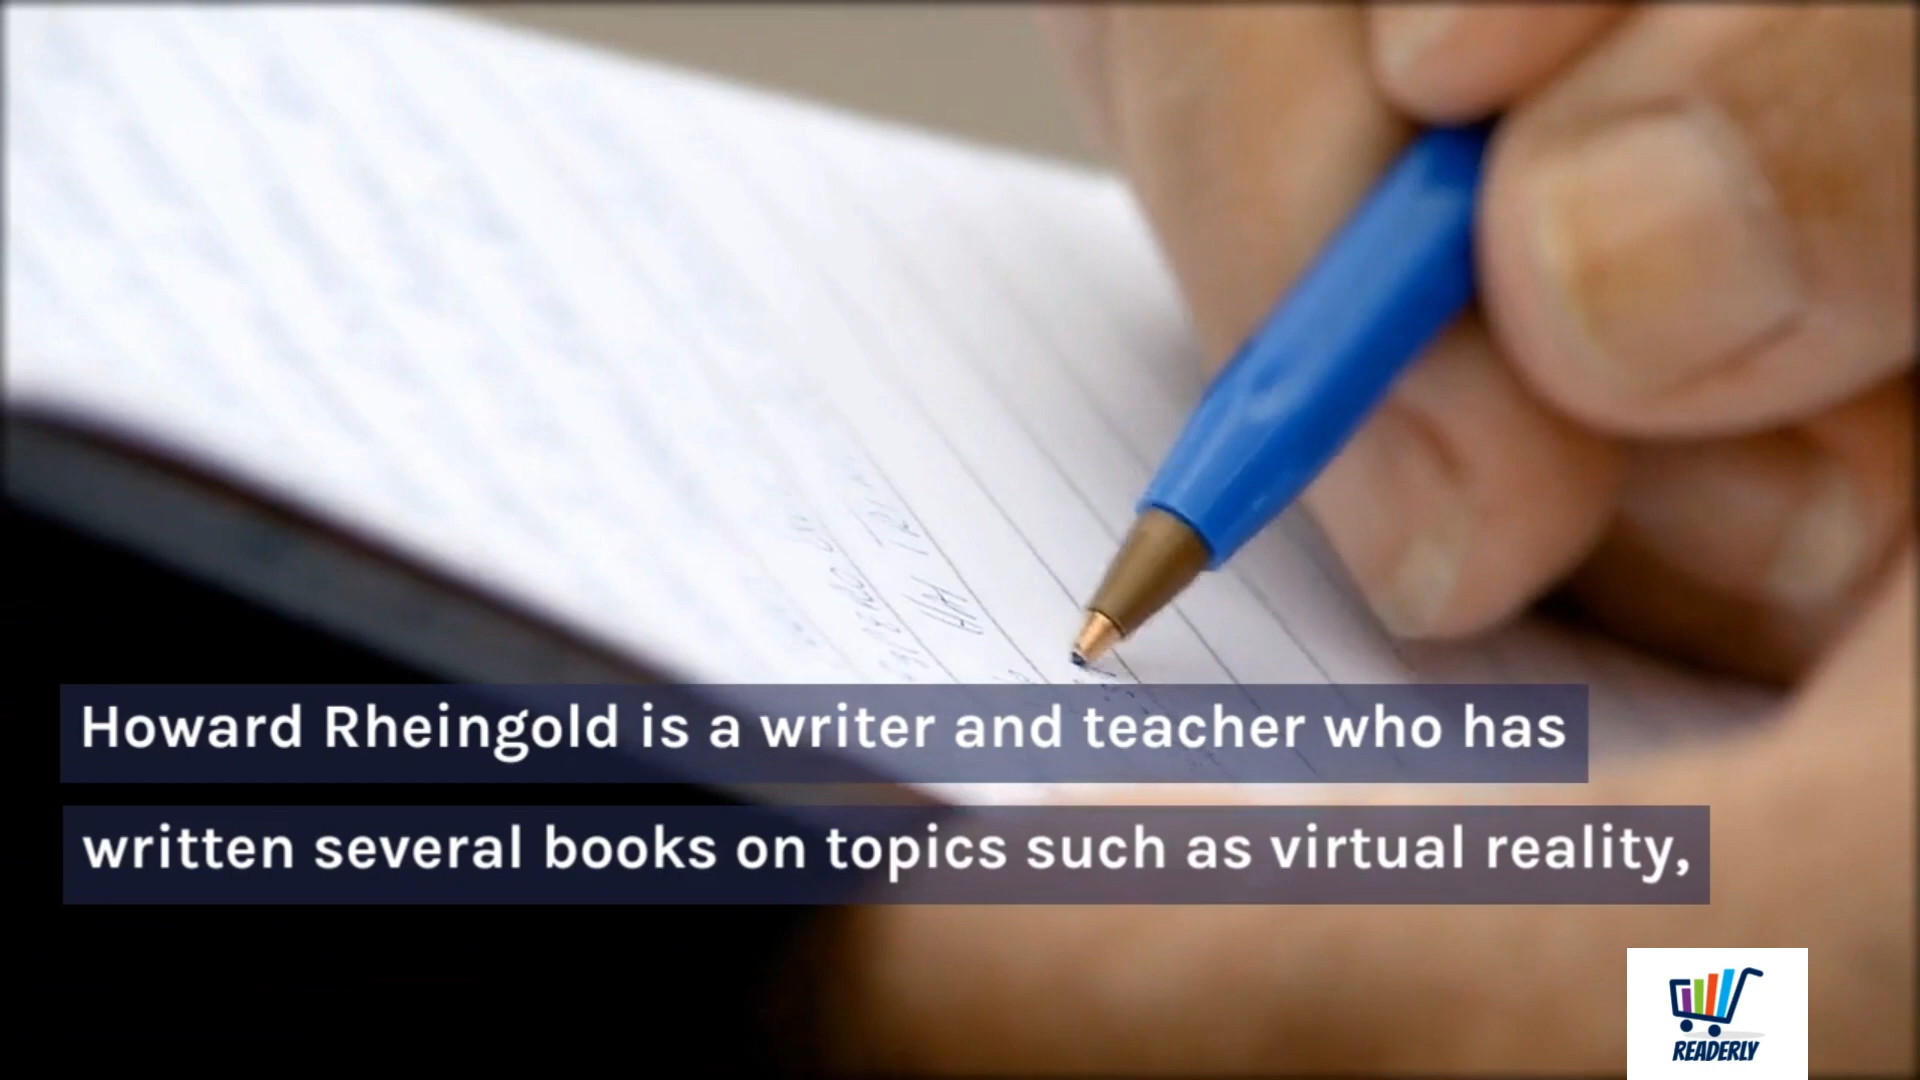 Howard Rheingold is a writer and teacher who has
written several books on topics such as virtual reality,
READERLY